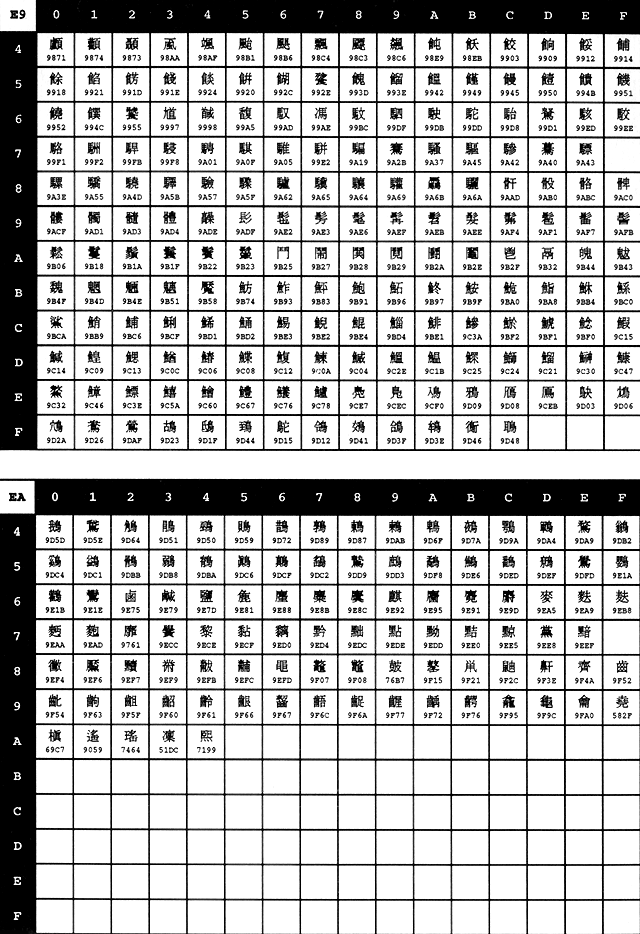 E9 0 1 2 3 4 5 6 7 8 9 A B C D E F
4 顱 顴 顳 颪 颯 颱 颶 飄 飃 飆 飩 飫 餃 餉 餒 餔
9871 9874 9873 98AA 98AF 98B1 98B6 98C4 98C3 98C6 98E9 98EB 9903 9909 9912 9914
5 餘 餡 餝 餞 餤 餠 餬 餮 餽 餾 饂 饉 饅 饐 饋 饑
9918 9921 991D 991E 9924 9920 992C 992E 993D 993E 9942 9949 9945 9950 994B 9951
6 饒 饌 饕 馗 馘 馥 馭 馮 馼 駟 駛 駝 駘 駑 駭 駮
9952 994C 9955 9997 9998 99A5 99AD 99AE 99BC 99DF 99DB 99DD 99D8 99D1 99ED 99EE
7 駱 駲 駻 駸 騁 騏 騅 駢 騙 騫 騷 驅 驂 驀 驃
99F1 99F2 99FB 99F8 9A01 9A0F 9A05 99E2 9A19 9A2B 9A37 9A45 9A42 9A40 9A43
8 騾 驕 驍 驛 驗 驟 驢 驥 驤 驩 驫 驪 骭 骰 骼 髀
9A3E 9A55 9A4D 9A5B 9A57 9A5F 9A62 9A65 9A64 9A69 9A6B 9A6A 9AAD 9AB0 9ABC 9AC0
9 髏 髑 髓 體 髞 髟 髢 髣 髦 髯 髫 髮 髴 髱 髷 髻
9ACF 9AD1 9AD3 9AD4 9ADE 9ADF 9AE2 9AE3 9AE6 9AEF 9AEB 9AEE 9AF4 9AF1 9AF7 9AFB
A 鬆 鬘 鬚 鬟 鬢 鬣 鬥 鬧 鬨 鬩 鬪 鬮 鬯 鬲 魄 魃
9B06 9B18 9B1A 9B1F 9B22 9B23 9B25 9B27 9B28 9B29 9B2A 9B2E 9B2F 9B32 9B44 9B43
B 魏 魍 魎 魑 魘 魴 鮓 鮃 鮑 鮖 鮗 鮟 鮠 鮨 鮴 鯀
9B4F 9B4D 9B4E 9B51 9B58 9B74 9B93 9B83 9B91 9B96 9B97 9B9F 9BA0 9BA8 9BB4 9BC0
C 鯊 鮹 鯆 鯏 鯑 鯒 鯣 鯢 鯤 鯔 鯡 鰺 鯲 鯱 鯰 鰕
9BCA 9BB9 9BC6 9BCF 9BD1 9BD2 9BE3 9BE2 9BE4 9BD4 9BE1 9C3A 9BF2 9BF1 9BF0 9C15
D 鰔 鰉 鰓 鰌 鰆 鰈 鰒 鰊 鰄 鰮 鰛 鰥 鰤 鰡 鰰 鱇
9C14 9C09 9C13 9C0C 9C06 9C08 9C12 9C0A 9C04 9C2E 9C1B 9C25 9C24 9C21 9C30 9C47
E 鰲 鱆 鰾 鱚 鱠 鱧 鱶 鱸 鳧 鳬 鳰 鴉 鴈 鳫 鴃 鴆
9C32 9C46 9C3E 9C5A 9C60 9C67 9C76 9C78 9CE7 9CEC 9CF0 9D09 9D08 9CEB 9D03 9D06
F 鴪 鴦 鶯 鴣 鴟 鵄 鴕 鴒 鵁 鴿 鴾 鵆 鵈
9D2A 9D26 9DAF 9D23 9D1F 9D44 9D15 9D12 9D41 9D3F 9D3E 9D46 9D48
EA 0 1 2 3 4 5 6 7 8 9 A B C D E F
4 鵝 鵞 鵤 鵑 鵐 鵙 鵲 鶉 鶇 鶫 鵯 鵺 鶚 鶤 鶩 鶲
9D5D 9D5E 9D64 9D51 9D50 9D59 9D72 9D89 9D87 9DAB 9D6F 9D7A 9D9A 9DA4 9DA9 9DB2
5 鷄 鷁 鶻 鶸 鶺 鷆 鷏 鷂 鷙 鷓 鷸 鷦 鷭 鷯 鷽 鸚
9DC4 9DC1 9DBB 9DB8 9DBA 9DC6 9DCF 9DC2 9DD9 9DD3 9DF8 9DE6 9DED 9DEF 9DFD 9E1A
6 鸛 鸞 鹵 鹹 鹽 麁 麈 麋 麌 麒 麕 麑 麝 麥 麩 麸
9E1B 9E1E 9E75 9E79 9E7D 9E81 9E88 9E8B 9E8C 9E92 9E95 9E91 9E9D 9EA5 9EA9 9EB8
7 麪 麭 靡 黌 黎 黏 黐 黔 黜 點 黝 黠 黥 黨 黯
9EAA 9EAD 9761 9ECC 9ECE 9ECF 9ED0 9ED4 9EDC 9EDE 9EDD 9EE0 9EE5 9EE8 9EEF
8 黴 黶 黷 黹 黻 黼 黽 鼇 鼈 皷 鼕 鼡 鼬 鼾 齊 齒
9EF4 9EF6 9EF7 9EF9 9EFB 9EFC 9EFD 9F07 9F08 76B7 9F15 9F21 9F2C 9F3E 9F4A 9F52
9 齔 齣 齟 齠 齡 齦 齧 齬 齪 齷 齲 齶 龕 龜 龠 堯
9F54 9F63 9F5F 9F60 9F61 9F66 9F67 9F6C 9F6A 9F77 9F72 9F76 9F95 9F9C 9FA0 582F
A 槇 遙 瑤 凜 熙
69C7 9059 7464 51DC 7199
B
C
D
E
F